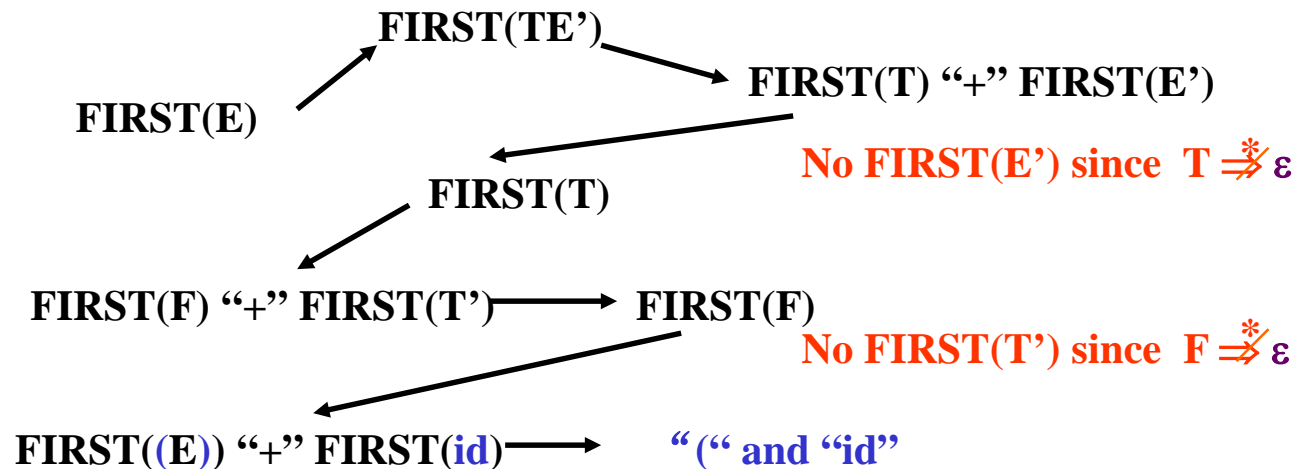 FIRST(TE’)
FIRST(E)
FIRST(T) “+” FIRST(E’)
No FIRST(E’) since T ⇏* ε
FIRST(T)
FIRST(F) “+” FIRST(T’)
FIRST(F)
No FIRST(T’) since F ⇏* ε
FIRST((E)) “+” FIRST(id)
“(“ and “id”